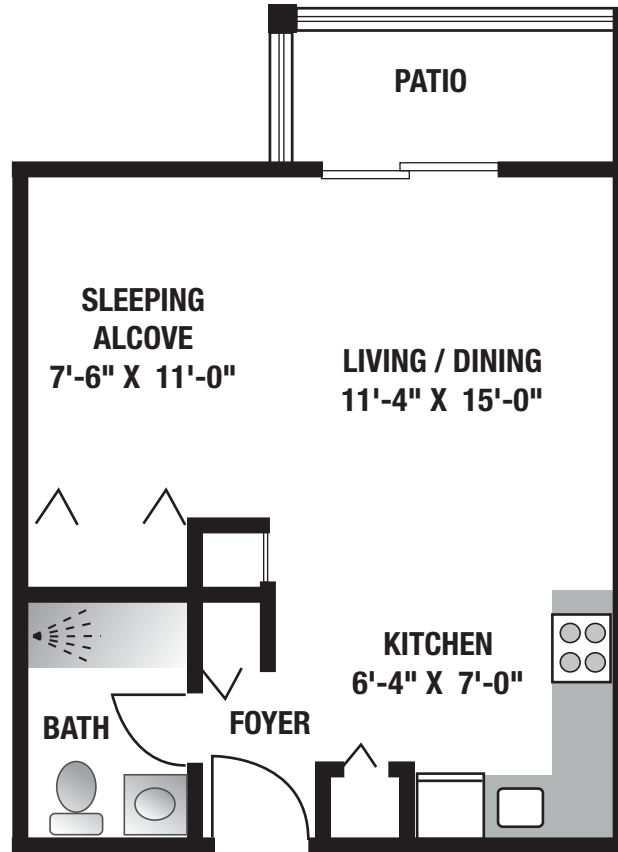 PATIO
SLEEPING
ALCOVE
7'-6" X 11'-0"
LIVING / DINING
11'-4" X 15'-0"
KITCHEN
6'-4" X 7'-0"
BATH
FOYER